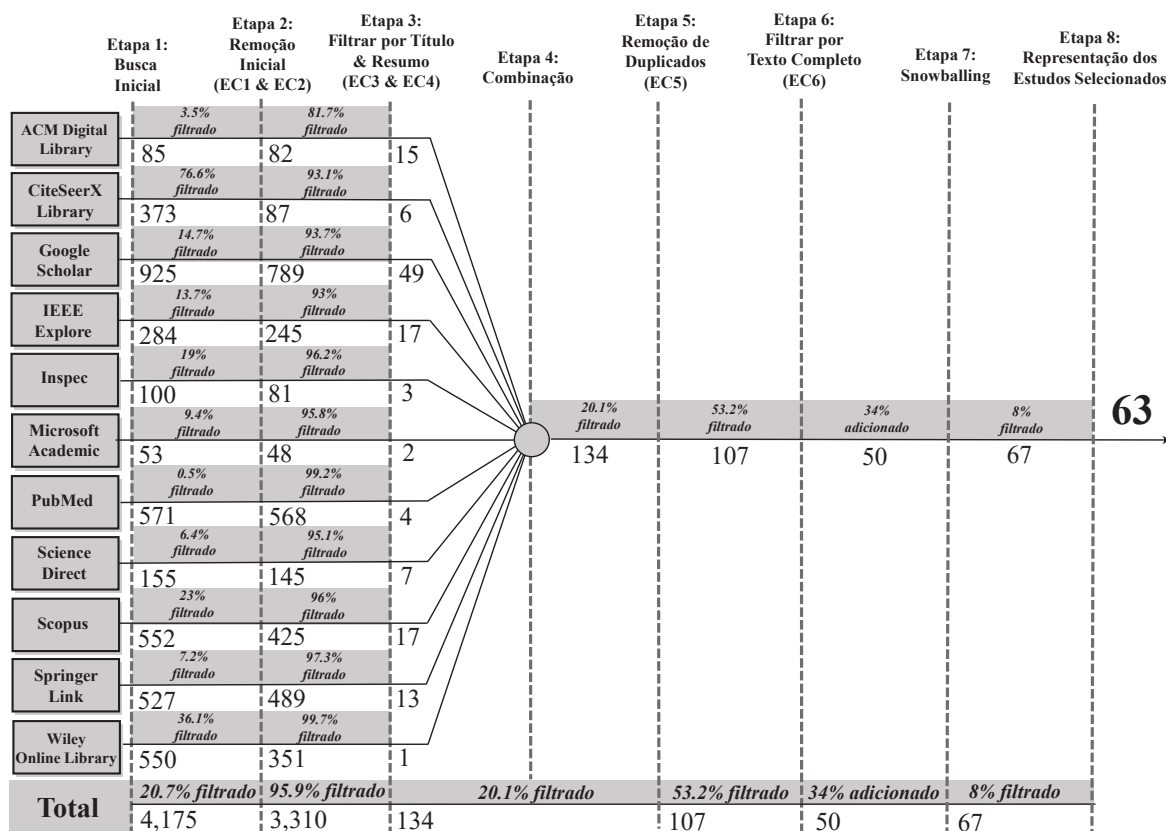 Etapa 1:
Busca
Inicial
Etapa 2:
Remoção
Inicial
(EC1 & EC2)
Etapa 3:
Filtrar por Título
& Resumo
(EC3 & EC4)
Etapa 4:
Combinação
Etapa 5:
Remoção de
Duplicados
(EC5)
Etapa 6:
Filtrar por
Texto Completo
(EC6)
Etapa 7:
Snowballing
Etapa 8:
Representação dos
Estudos Selecionados
ACM Digital
Library
3.5%
filtrado
81.7%
filtrado
85 82 15
CiteSeerX
Library
76.6%
filtrado
93.1%
filtrado
373 87 6
Google
Scholar
14.7%
filtrado
93.7%
filtrado
925 789 49
IEEE
Explore
13.7%
filtrado
93%
filtrado
284 245 17
Inspec
19%
filtrado
96.2%
filtrado
100 81 3
Microsoft
Academic
9.4%
filtrado
95.8%
filtrado
53 48 2
PubMed
0.5%
filtrado
99.2%
filtrado
571 568 4
Science
Direct
6.4%
filtrado
95.1%
filtrado
155 145 7
Scopus
23%
filtrado
96%
filtrado
552 425 17
Springer
Link
7.2%
filtrado
97.3%
filtrado
527 489 13
Wiley
Online Library
36.1%
filtrado
99.7%
filtrado
550 351 1
20.1%
filtrado
53.2%
filtrado
34%
adicionado
8%
filtrado
63
134 107 50 67
Total
20.7% filtrado 95.9% filtrado 20.1% filtrado 53.2% filtrado 34% adicionado 8% filtrado
4,175 3,310 134 107 50 67